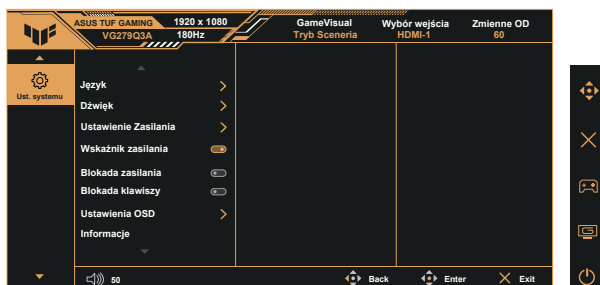 ASUS TUF GAMING 1920 x 1080 GameVisual Wybór wejścia Zmienne OD
VG279Q3A 180Hz Tryb Sceneria HDMI-1 60
Ust. systemu
Język
Dźwięk
Ustawienie Zasilania
Wskaźnik zasilania
Blokada zasilania
Blokada klawiszy
Ustawienia OSD
Informacje
50 Back Enter Exit